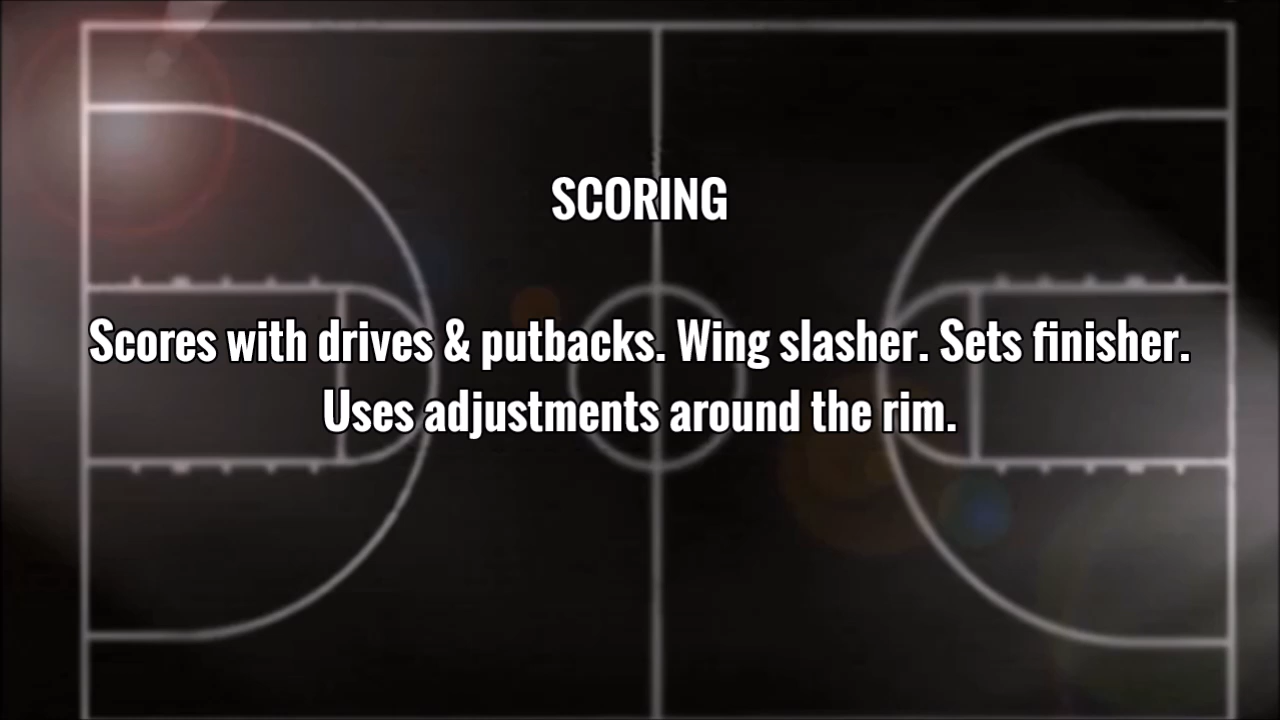 SCORING
Scores with drives & putbacks. Wing slasher. Sets finisher.
Uses adjustments around the rim.